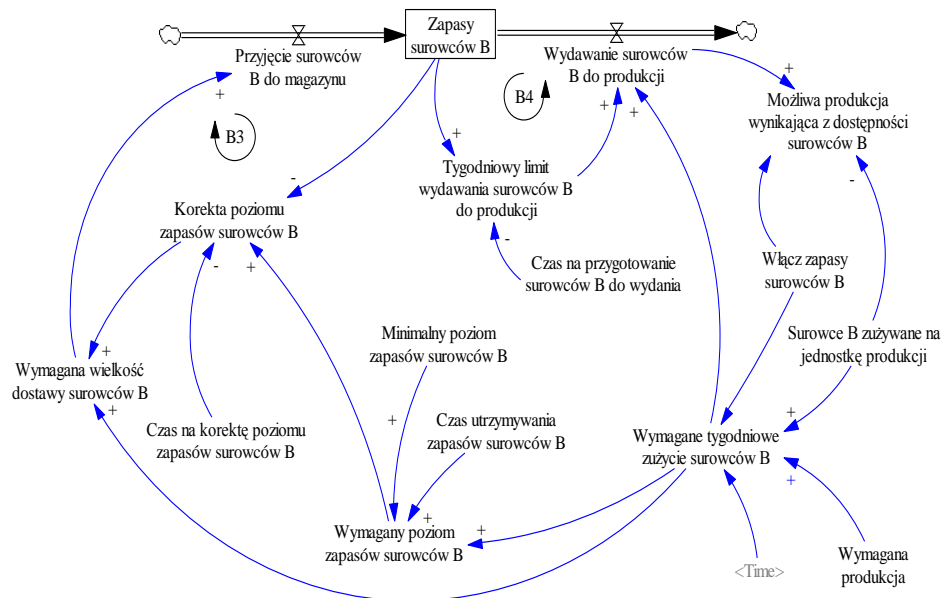 Zapasy
surowców B
Przyjęcie surowców
B do magazynu
Wydawanie surowców
B do produkcji
+
+
B3
B4
+
+
+
Możliwa produkcja
wynikająca z dostępności
surowców B
-
Tygodniowy limit
wydawania surowców B
do produkcji
-
Czas na przygotowanie
surowców B do wydania
-
Korekta poziomu
zapasów surowców B
-
+
Włącz zapasy
surowców B
Minimalny poziom
zapasów surowców B
Surowce B zużywane na
jednostkę produkcji
+
Wymagana wielkość
dostawy surowców B
+
Czas na korektę poziomu
zapasów surowców B
+
Czas utrzymywania
zapasów surowców B
+
Wymagane tygodniowe
zużycie surowców B
+
+
+
Wymagany poziom
zapasów surowców B
<Time>
Wymagana
produkcja